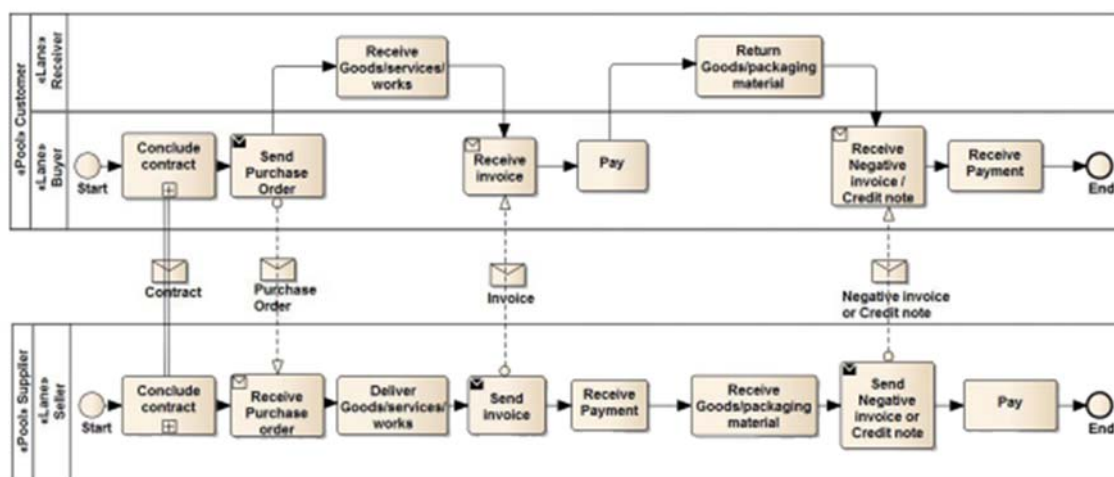 «Pool» Customer
«Lane»
Receiver
Receive
Goods/services/
works
Return
Goods/packaging
material
«Lane»
Buyer
Start
Conclude
contract
Send
Purchase
Order
Receive
invoice
Pay
Receive
Negative
invoice /
Credit note
Receive
Payment
End
Contract
Purchase
Order
Invoice
Negative invoice
or Credit note
«Pool» Supplier
«Lane»
Seller
Start
Conclude
contract
Receive
Purchase
order
Deliver
Goods/services/
works
Send
invoice
Receive
Payment
Receive
Goods/packaging
material
Send
Negative
invoice or
Credit note
Pay
End